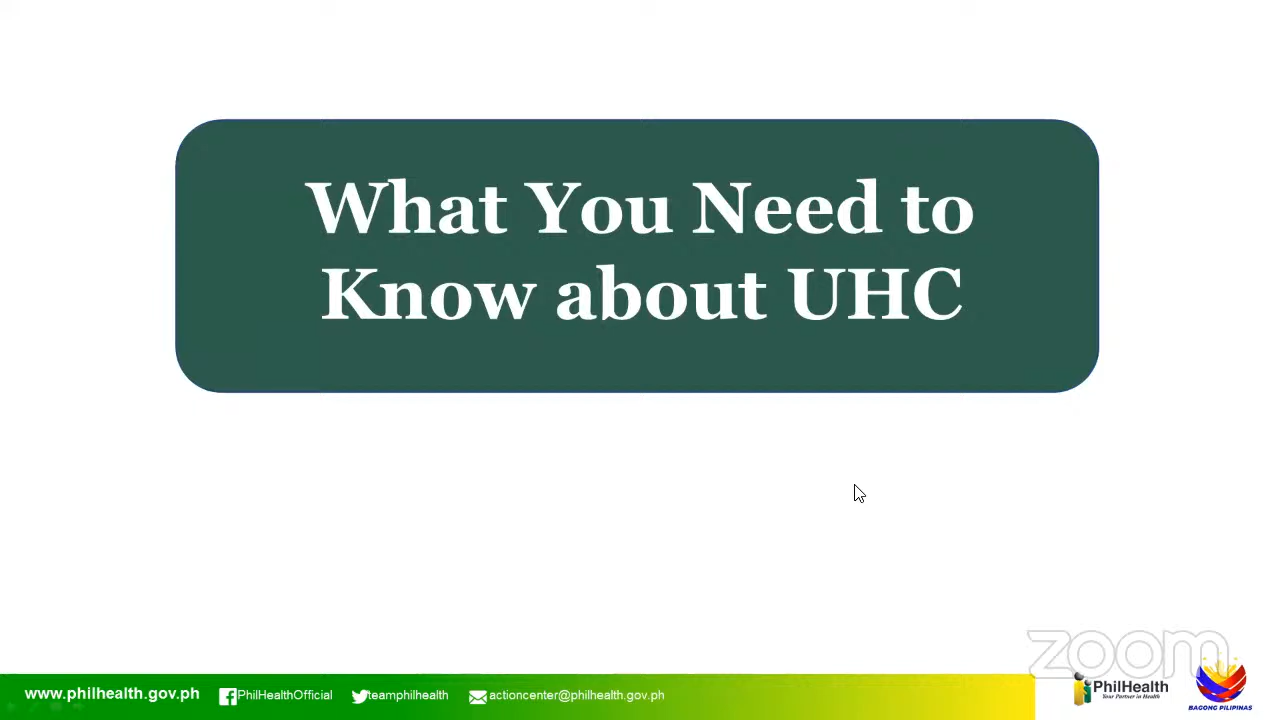 What You Need to
Know about UHC
zoom
www.philhealth.gov.ph PhilHealthOfficial teamphilhealth actioncenter@philhealth.gov.ph
PhilHealth
Your Partner in Health
BAGONG PILIPINAS